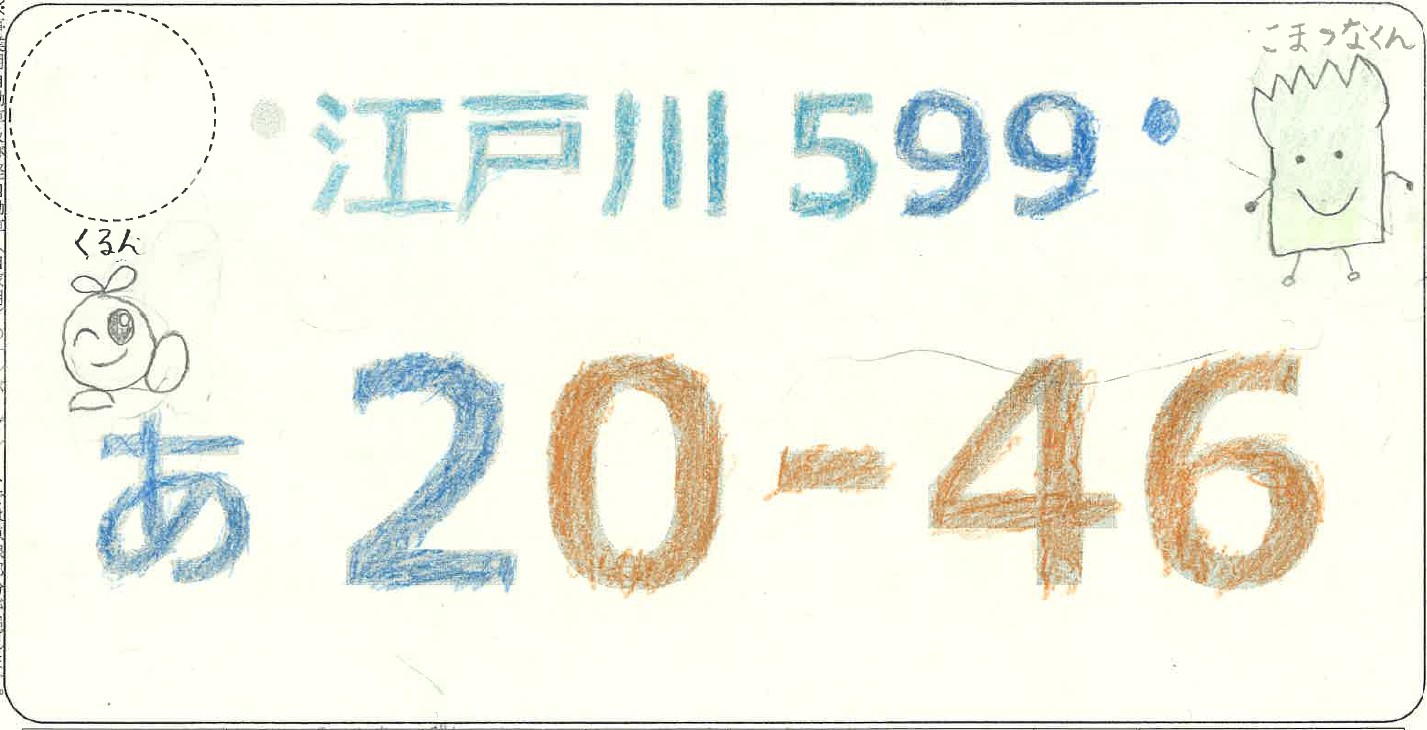 こまつなくん
江戸川 599
くるん
あ 20-46